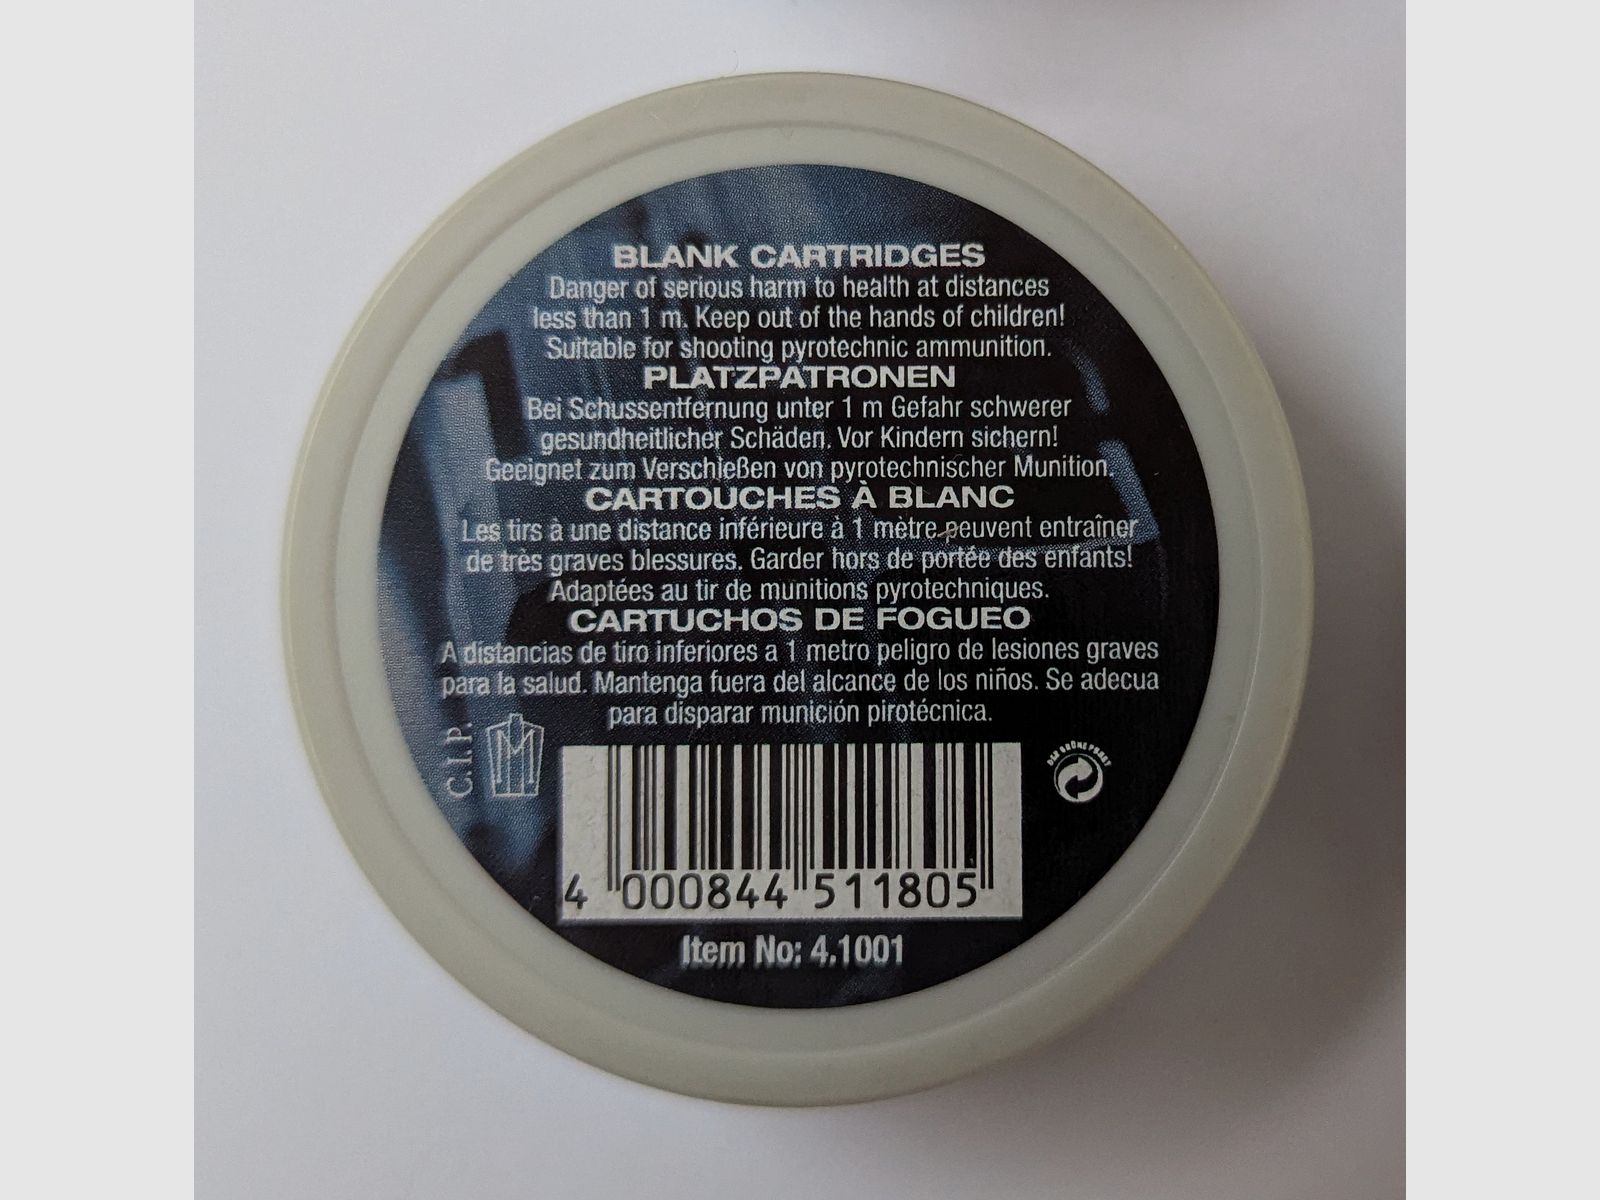 BLANK CARTRIDGES
Danger of serious harm to health at distances
less than 1 m. Keep out of the hands of children!
Suitable for shooting pyrotechnic ammunition.
PLATZPATRONEN
Bei Schussentfernung unter 1 m Gefahr schwerer
gesundheitlicher Schäden. Vor Kindern sichern!
Geeignet zum Verschießen von pyrotechnischer Munition.
CARTOUCHES À BLANC
Les tirs à une distance inférieure à 1 mètre peuvent entraîner
de très graves blessures. Garder hors de portée des enfants!
Adaptées au tir de munitions pyrotechniques.
CARTUCHOS DE FOGUEO
A distancias de tiro inferiores a 1 metro peligro de lesiones graves
para la salud. Mantenga fuera del alcance de los niños. Se adecua
para disparar munición pirotécnica.
C.I.P.
DER GRÜNE PUNKT
4 000844 511805
Item No: 4.1001